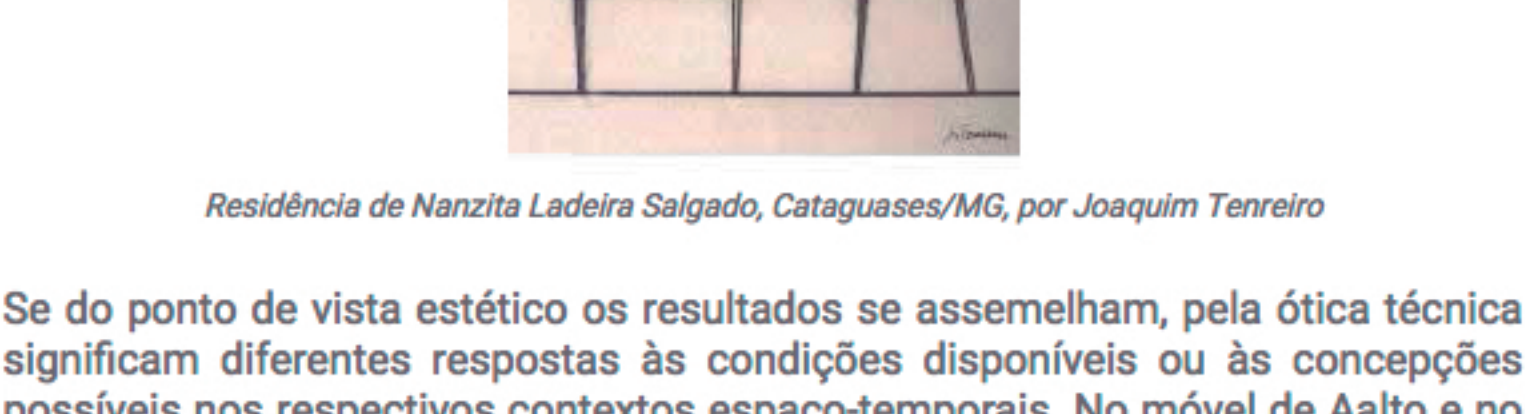 Residência de Nanzita Ladeira Salgado, Cataguases/MG, por Joaquim Tenreiro
Se do ponto de vista estético os resultados se assemelham, pela ótica técnica
significam diferentes respostas às condições disponíveis ou às concepções
possíveis nos respectivos contextos espaço-temporais. No móvel de Aalto e no